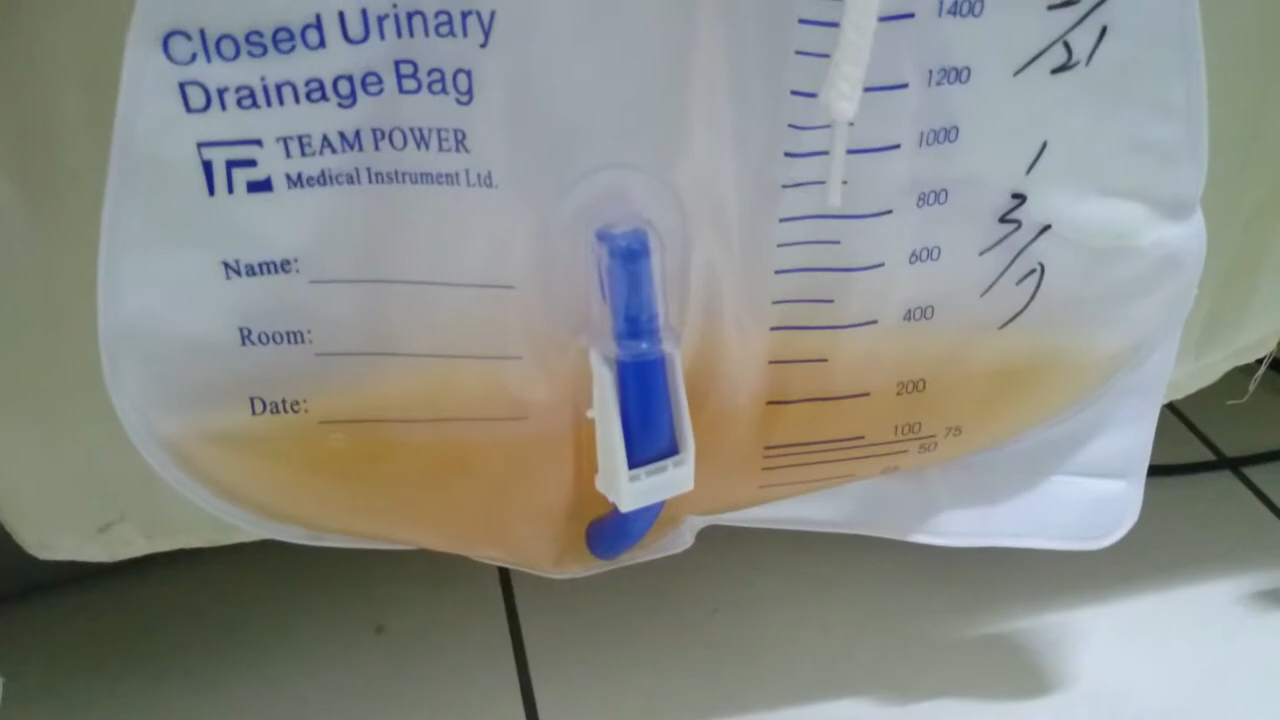 Closed Urinary
Drainage Bag
TEAM POWER
Medical Instrument Ltd.
Name:
Room:
Date:
1400
1200
1000
800
600
400
200
100
75
50
/21
3/7